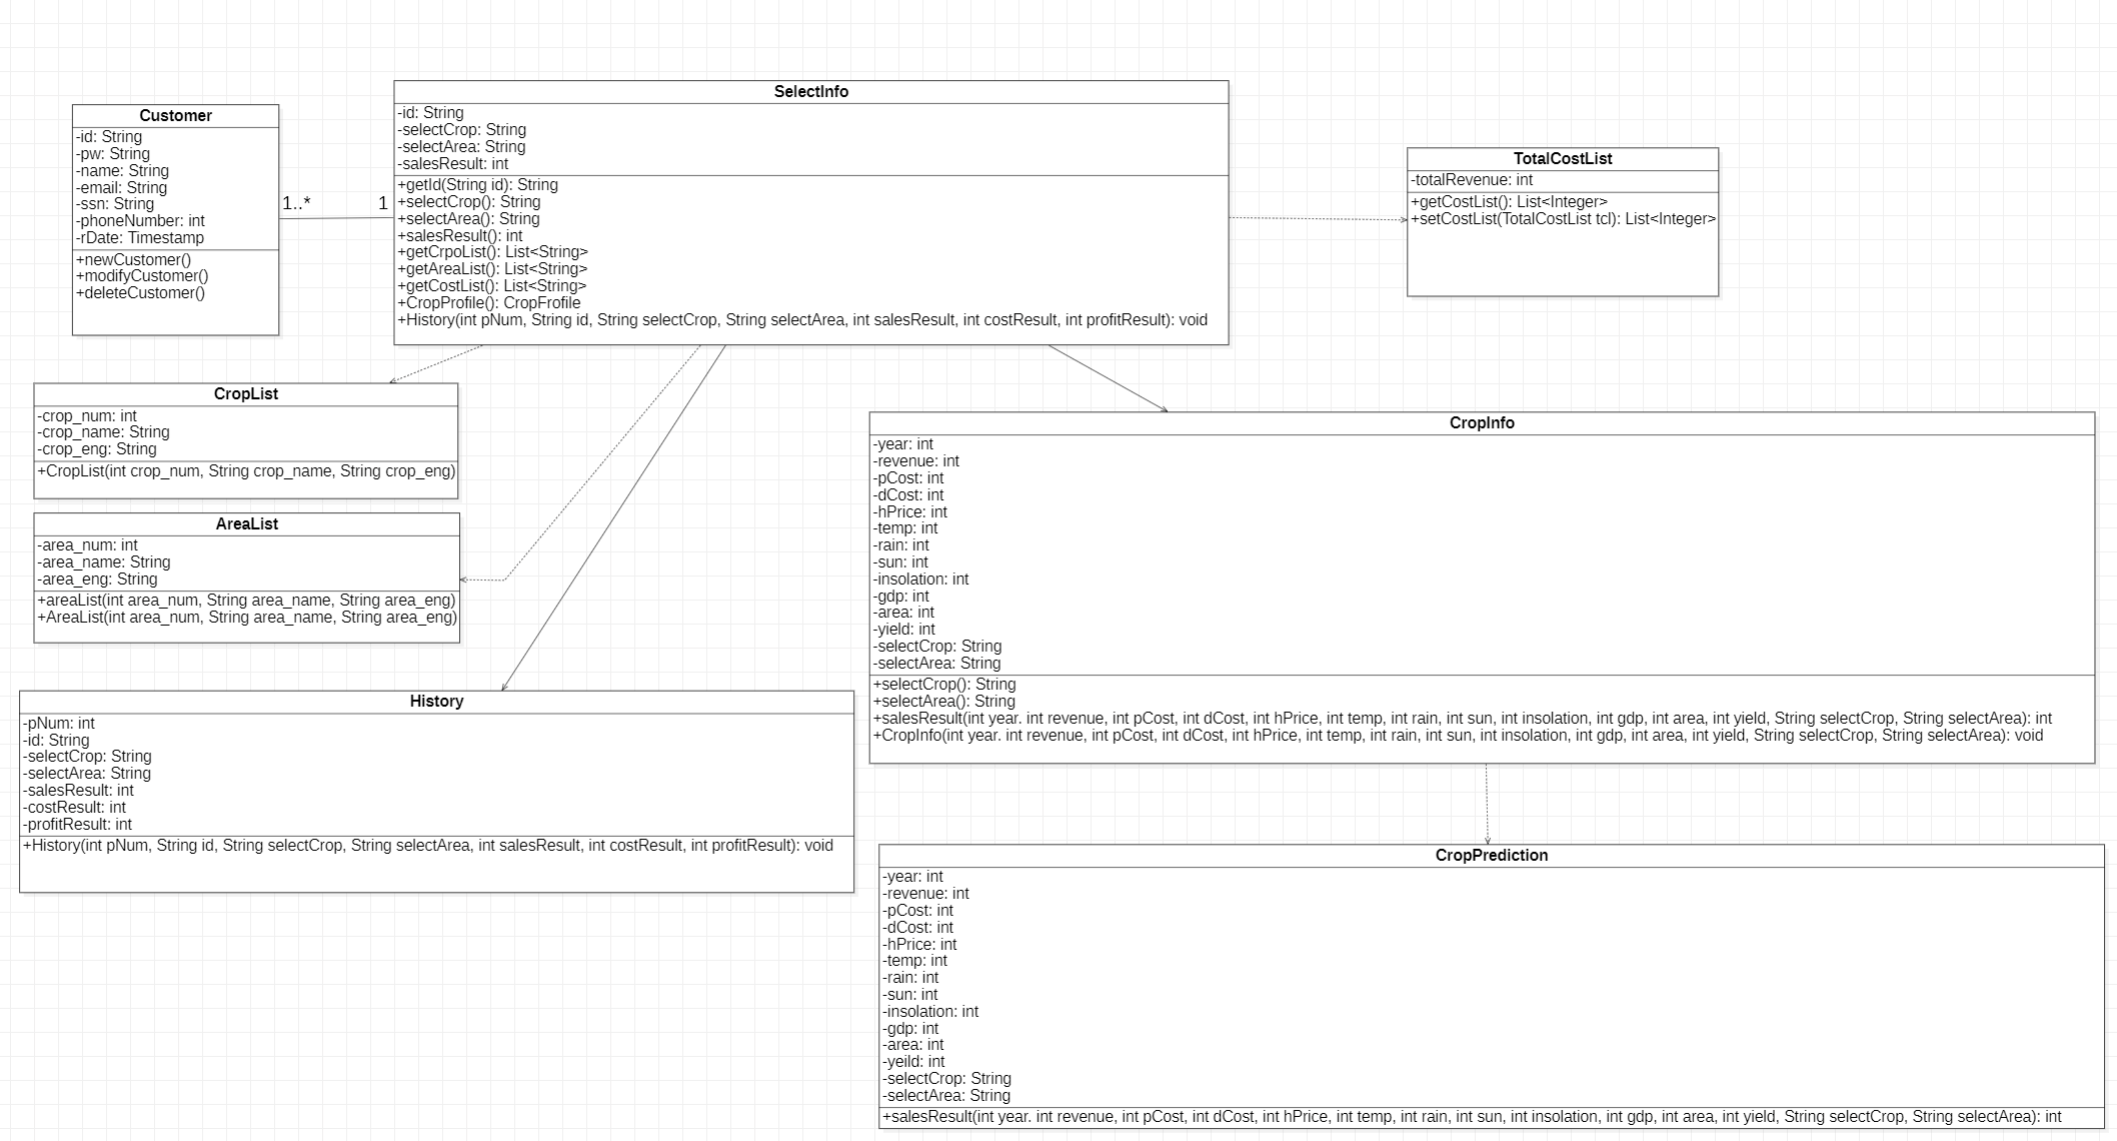 Customer
-id: String
-pw: String
-name: String
-email: String
-ssn: String
-phoneNumber: int
-rDate: Timestamp
+newCustomer()
+modifyCustomer()
+deleteCustomer()
1..*
1
SelectInfo
-id: String
-selectCrop: String
-selectArea: String
-salesResult: int
+getId(String id): String
+selectCrop(): String
+selectArea(): String
+salesResult(): int
+getCrpoList(): List<String>
+getAreaList(): List<String>
+getCostList(): List<String>
+CropProfile(): CropFrofile
+History(int pNum, String id, String selectCrop, String selectArea, int salesResult, int costResult, int profitResult): void
TotalCostList
-totalRevenue: int
+getCostList(): List<Integer>
+setCostList(TotalCostList tcl): List<Integer>
CropList
-crop_num: int
-crop_name: String
-crop_eng: String
+CropList(int crop_num, String crop_name, String crop_eng)
AreaList
-area_num: int
-area_name: String
-area_eng: String
+areaList(int area_num, String area_name, String area_eng)
+AreaList(int area_num, String area_name, String area_eng)
History
-pNum: int
-id: String
-selectCrop: String
-selectArea: String
-salesResult: int
-costResult: int
-profitResult: int
+History(int pNum, String id, String selectCrop, String selectArea, int salesResult, int costResult, int profitResult): void
CropInfo
-year: int
-revenue: int
-pCost: int
-dCost: int
-hPrice: int
-temp: int
-rain: int
-sun: int
-insolation: int
-gdp: int
-area: int
-yield: int
-selectCrop: String
-selectArea: String
+selectCrop(): String
+selectArea(): String
+salesResult(int year. int revenue, int pCost, int dCost, int hPrice, int temp, int rain, int sun, int insolation, int gdp, int area, int yield, String selectCrop, String selectArea): int
+CropInfo(int year. int revenue, int pCost, int dCost, int hPrice, int temp, int rain, int sun, int insolation, int gdp, int area, int yield, String selectCrop, String selectArea): void
CropPrediction
-year: int
-revenue: int
-pCost: int
-dCost: int
-hPrice: int
-temp: int
-rain: int
-sun: int
-insolation: int
-gdp: int
-area: int
-yeild: int
-selectCrop: String
-selectArea: String
+salesResult(int year. int revenue, int pCost, int dCost, int hPrice, int temp, int rain, int sun, int insolation, int gdp, int area, int yield, String selectCrop, String selectArea): int